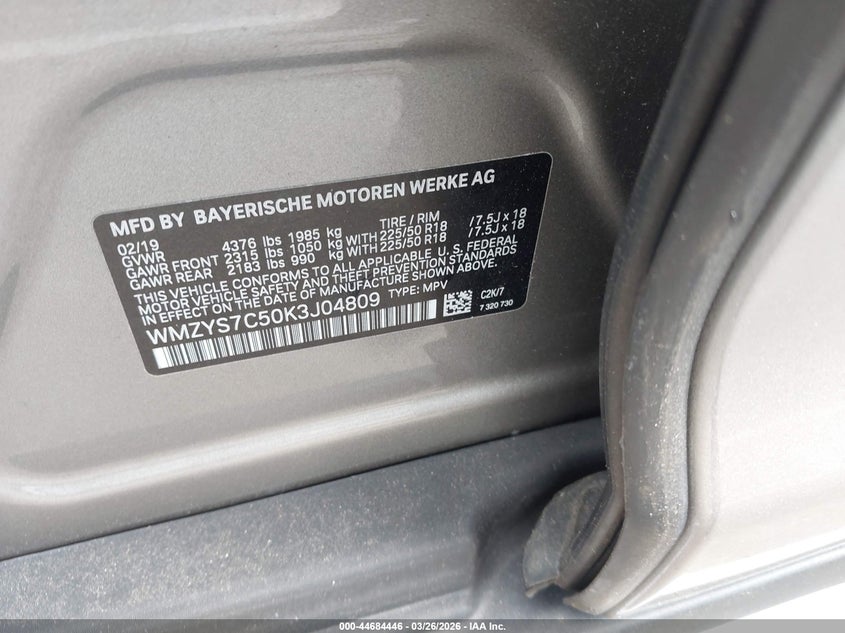 MFD BY BAYERISCHE MOTOREN WERKE AG
02/19 TIRE / RIM
GVWR 4376 lbs 1985 kg
GAWR FRONT 2315 lbs 1050 kg WITH 225/50 R18 /7.5J x 18
GAWR REAR 2183 lbs 990 kg WITH 225/50 R18 /7.5J x 18
THIS VEHICLE CONFORMS TO ALL APPLICABLE U.S. FEDERAL
MOTOR VEHICLE SAFETY AND THEFT PREVENTION STANDARDS
IN EFFECT ON THE DATE OF MANUFACTURE SHOWN ABOVE.
WMZYS7C50K3J04809 TYPE: MPV
C2K/7
7 320 730
000-44684446 - 03/26/2026 - IAA Inc.